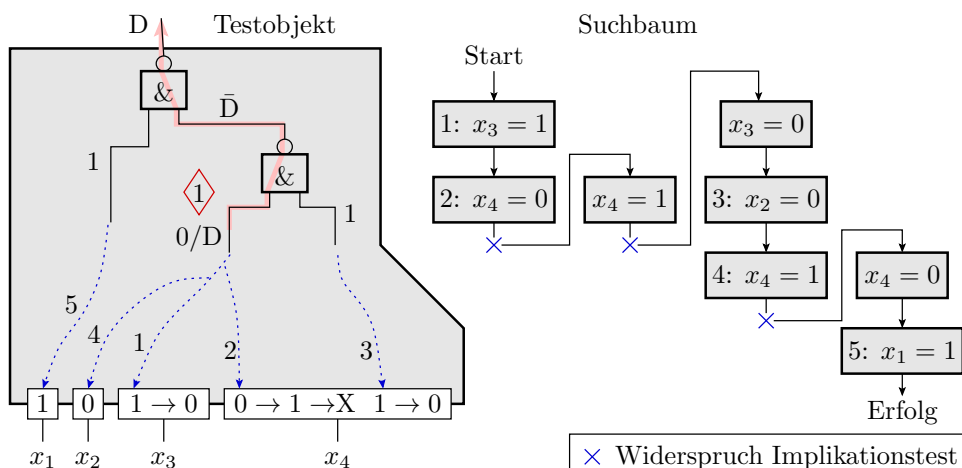 D
Testobjekt
&
D̄
1
&
1
1
0/D
5
4
1
2
3
1
0
1 → 0
0 → 1 →X
1 → 0
x₁
x₂
x₃
x₄
Suchbaum
Start
1: x₃ = 1
x₃ = 0
2: x₄ = 0
x₄ = 1
3: x₂ = 0
4: x₄ = 1
x₄ = 0
5: x₁ = 1
Erfolg
× Widerspruch Implikationstest